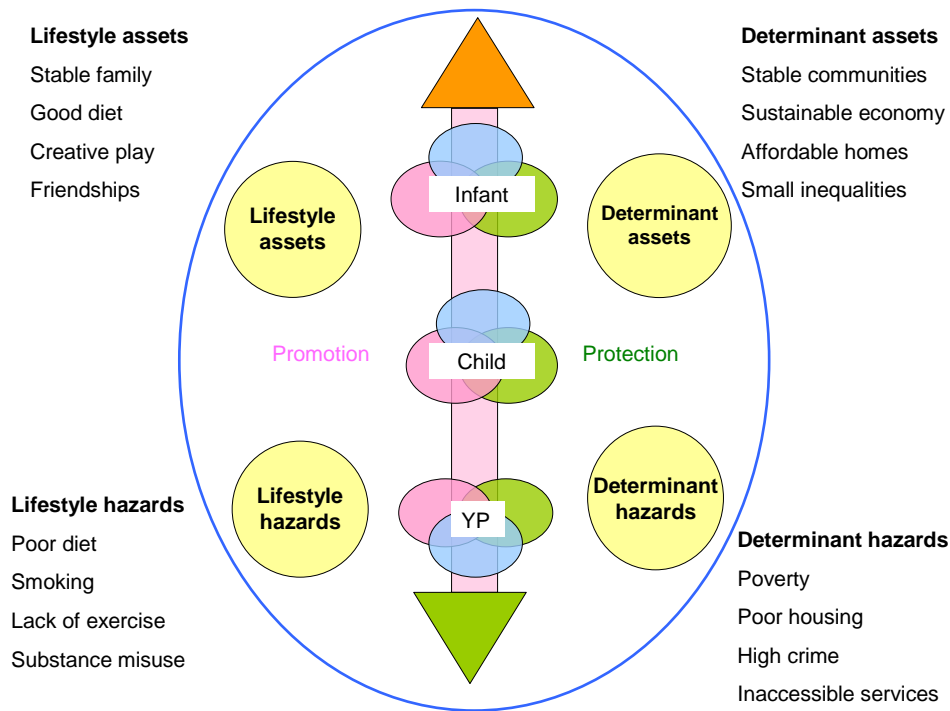 Lifestyle assets
Stable family
Good diet
Creative play
Friendships
Determinant assets
Stable communities
Sustainable economy
Affordable homes
Small inequalities
Infant
Lifestyle
assets
Determinant
assets
Promotion
Child
Protection
Lifestyle
hazards
YP
Determinant
hazards
Lifestyle hazards
Poor diet
Smoking
Lack of exercise
Substance misuse
Determinant hazards
Poverty
Poor housing
High crime
Inaccessible services